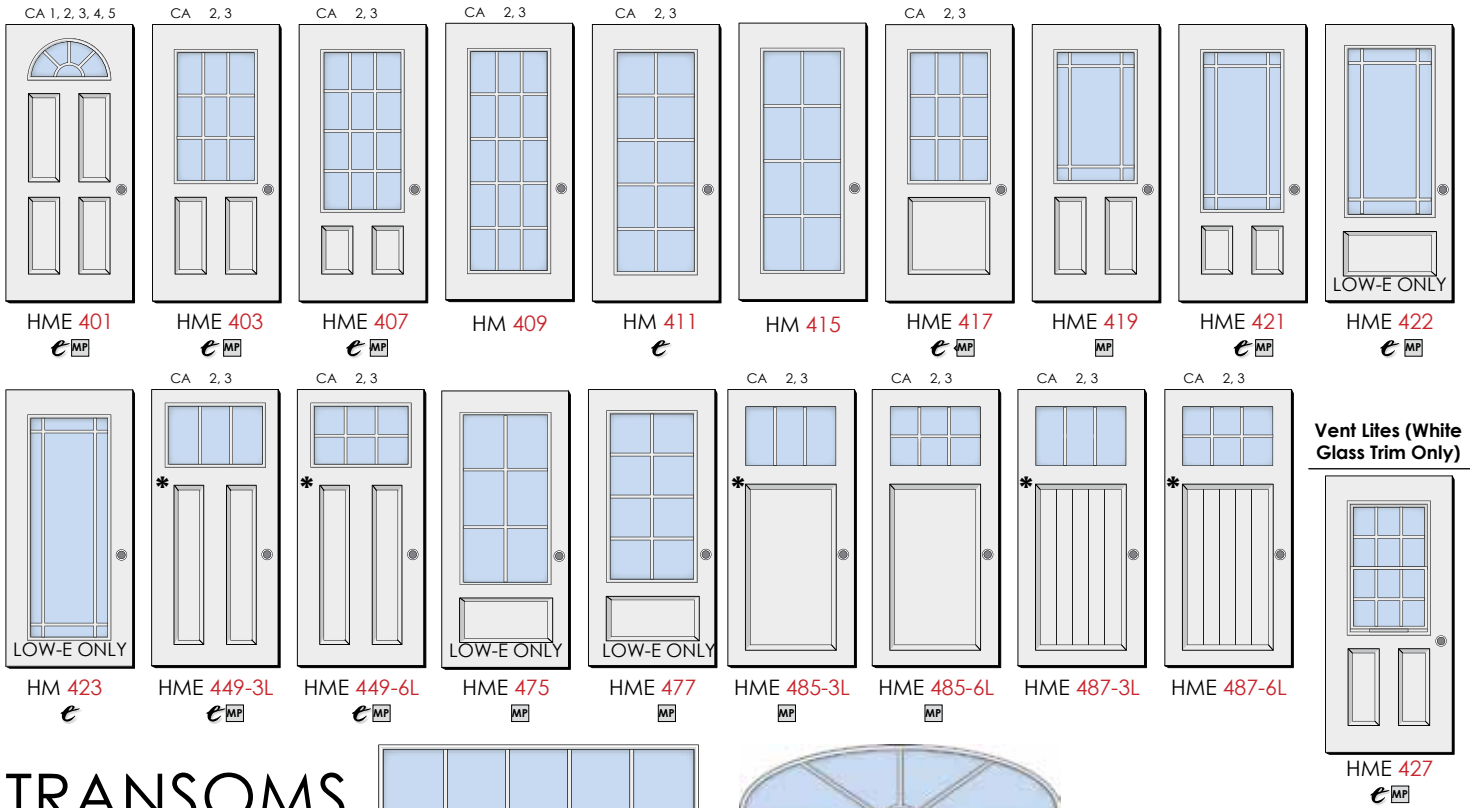 CA 1, 2, 3, 4, 5
CA 2, 3
CA 2, 3
CA 2, 3
CA 2, 3
CA 2, 3
LOW-E ONLY
HME 401
HME 403
HME 407
HM 409
HM 411
HM 415
HME 417
HME 419
HME 421
HME 422
e MP
e MP
e MP
e
e MP
MP
e MP
e MP
CA 2, 3
CA 2, 3
CA 2, 3
CA 2, 3
CA 2, 3
CA 2, 3
Vent Lites (White
Glass Trim Only)
*
*
*
*
*
LOW-E ONLY
LOW-E ONLY
LOW-E ONLY
HM 423
HME 449-3L
HME 449-6L
HME 475
HME 477
HME 485-3L
HME 485-6L
HME 487-3L
HME 487-6L
e
e MP
e MP
MP
MP
MP
MP
HME 427
e MP
TRANSOMS